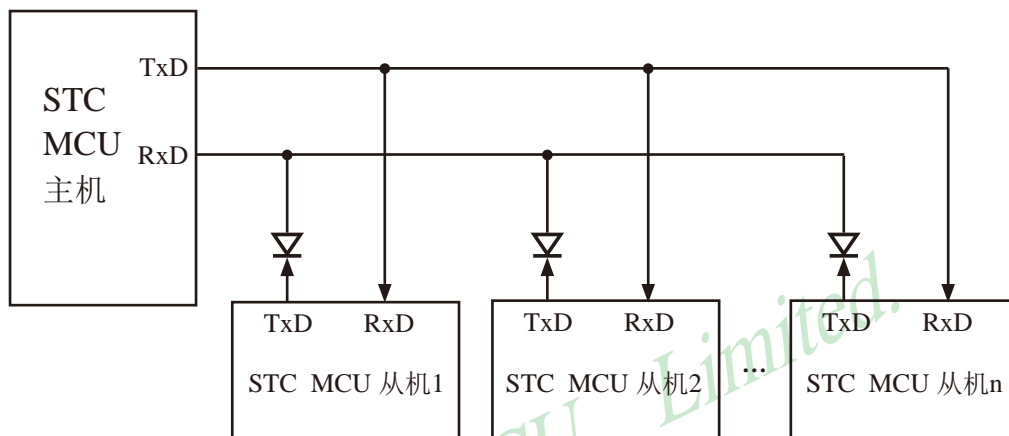 TxD
STC
MCU
主机
RxD
TxD RxD
STC MCU 从机1
TxD RxD
STC MCU 从机2
...
TxD RxD
STC MCU 从机n
MCU Limited.